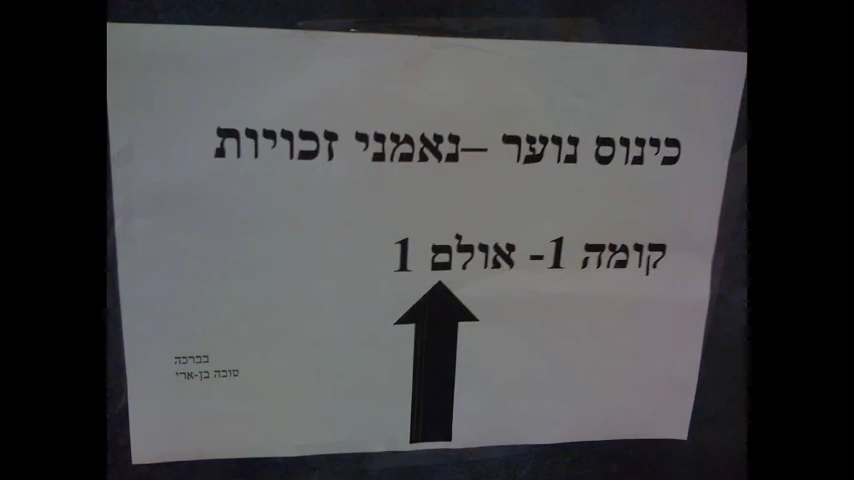 כינוס נוער –נאמני זכויות
קומה 1- אולם 1
בברכה
טובה בן-ארי